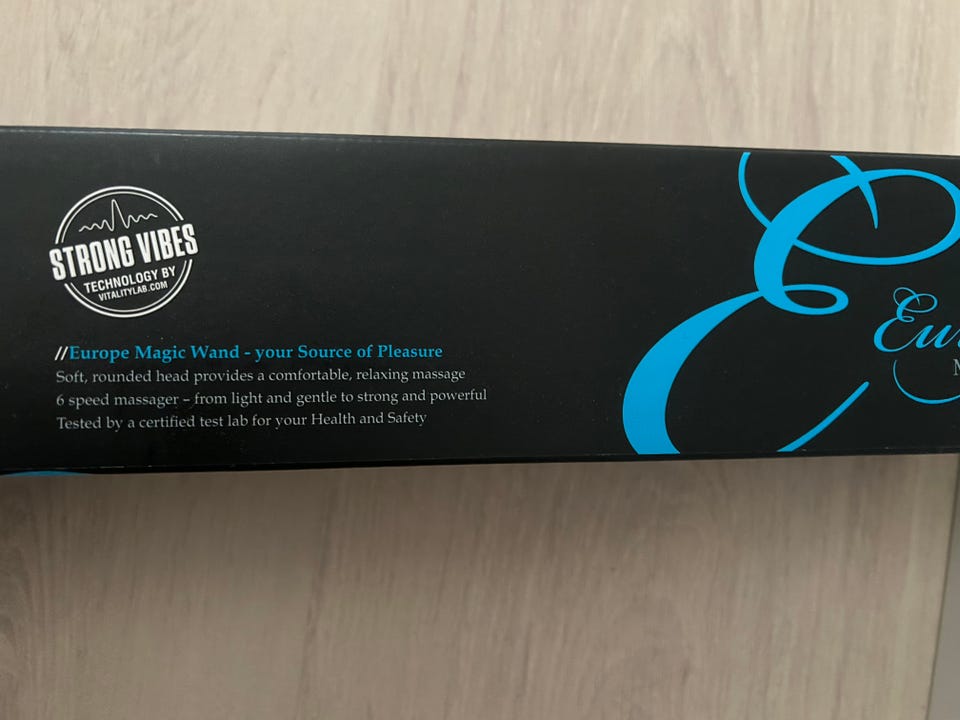 STRONG VIBES
TECHNOLOGY BY
VITALITYLAB.COM
//Europe Magic Wand - your Source of Pleasure
Soft, rounded head provides a comfortable, relaxing massage
6 speed massager – from light and gentle to strong and powerful
Tested by a certified test lab for your Health and Safety
E